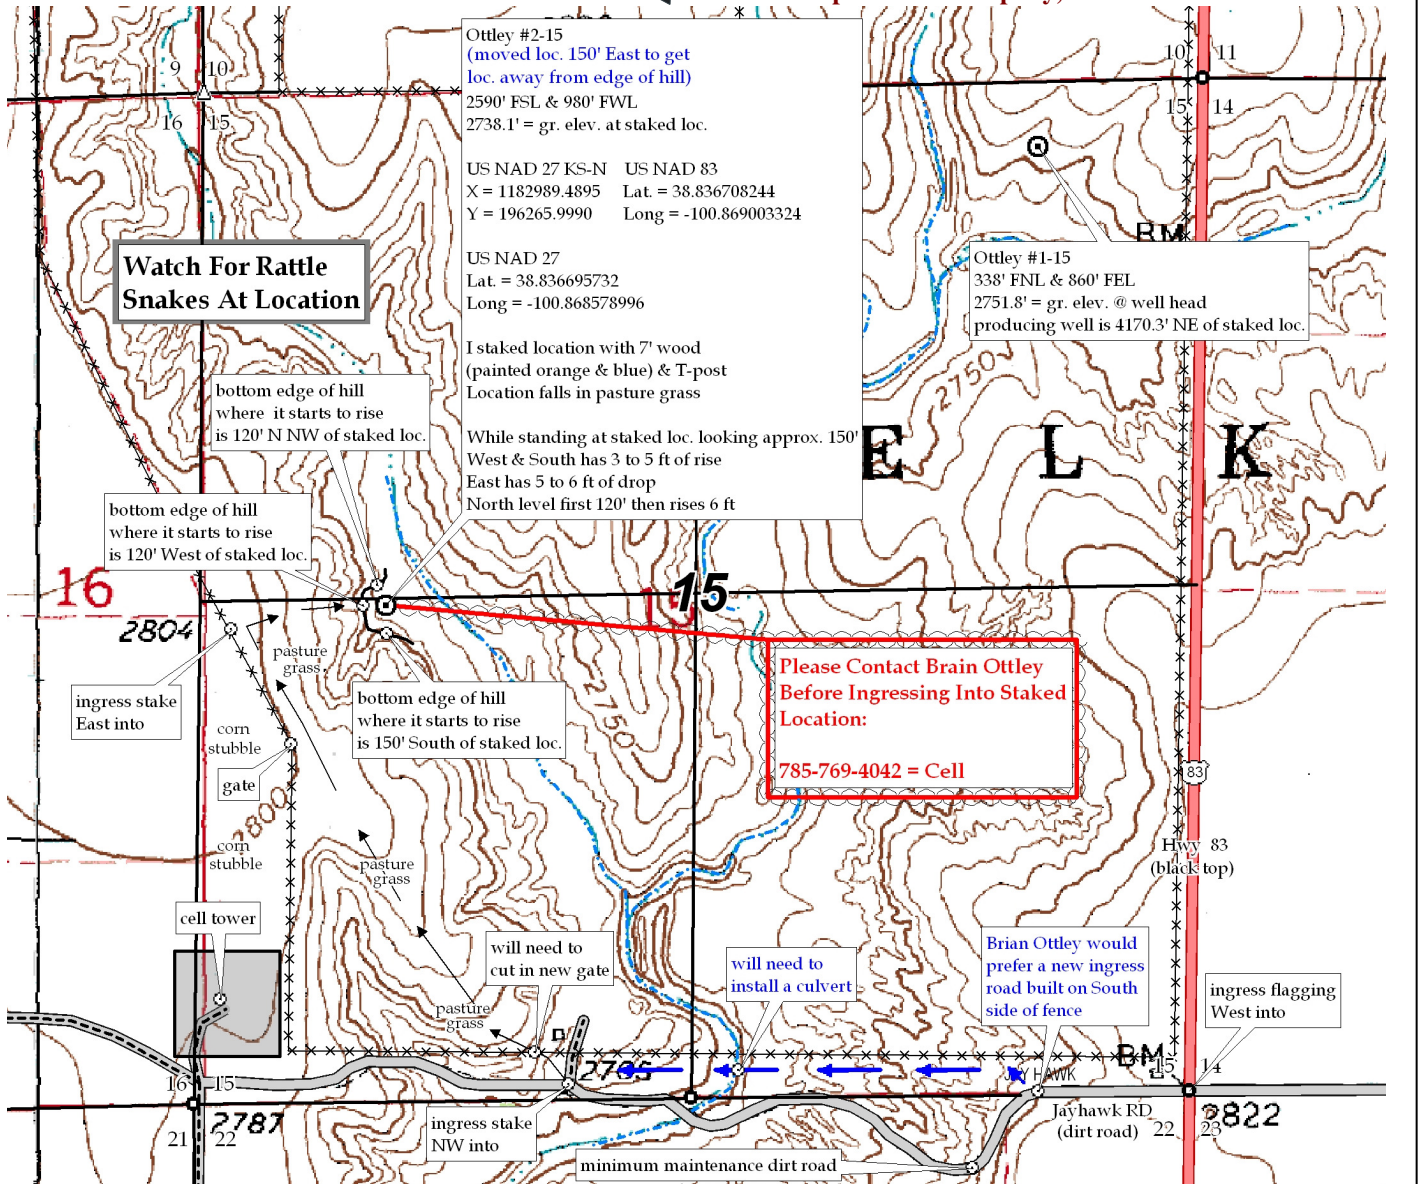 9 10
16 15
10 11
15 14
Ottley #2-15
(moved loc. 150' East to get
loc. away from edge of hill)
2590' FSL & 980' FWL
2738.1' = gr. elev. at staked loc.
US NAD 27 KS-N US NAD 83
X = 1182989.4895 Lat. = 38.836708244
Y = 196265.9990 Long = -100.869003324
US NAD 27
Lat. = 38.836695732
Long = -100.868578996
I staked location with 7' wood
(painted orange & blue) & T-post
Location falls in pasture grass
While standing at staked loc. looking approx. 150'
West & South has 3 to 5 ft of rise
East has 5 to 6 ft of drop
North level first 120' then rises 6 ft
Watch For Rattle
Snakes At Location
BM
Ottley #1-15
338' FNL & 860' FEL
2751.8' = gr. elev. @ well head
producing well is 4170.3' NE of staked loc.
2750
E L K
bottom edge of hill
where it starts to rise
is 120' N NW of staked loc.
bottom edge of hill
where it starts to rise
is 120' West of staked loc.
16
15
15
2804
pasture
grass
ingress stake
East into
bottom edge of hill
where it starts to rise
is 150' South of staked loc.
2750
Please Contact Brain Ottley
Before Ingressing Into Staked
Location:
785-769-4042 = Cell
corn
stubble
gate
2800
corn
stubble
83
Hwy 83
(black top)
pasture
grass
cell tower
will need to
cut in new gate
will need to
install a culvert
Brian Ottley would
prefer a new ingress
road built on South
side of fence
ingress flagging
West into
pasture
grass
BM
HAWK
16 15
15 14
21 22
22 23
2787
2822
Jayhawk RD
(dirt road)
ingress stake
NW into
minimum maintenance dirt road